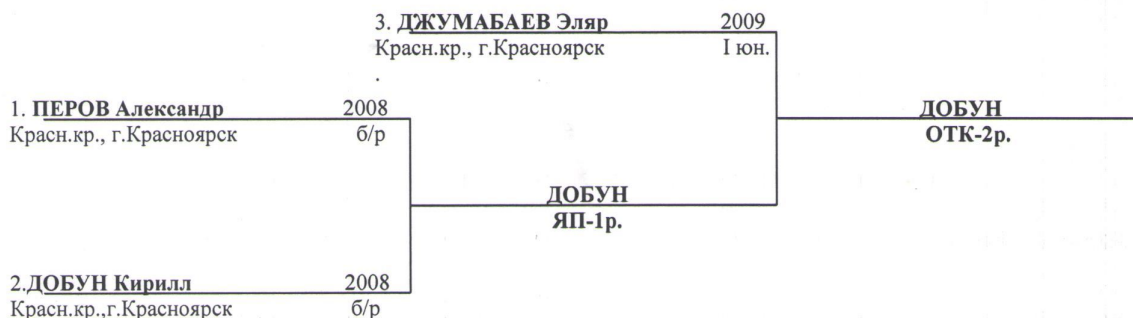 3. ДЖУМАБАЕВ Эляр 2009
Красн.кр., г.Красноярск I юн.
.
1. ПЕРОВ Александр 2008
Красн.кр., г.Красноярск б/р
ДОБУН
ОТК-2р.
ДОБУН
ЯП-1р.
2.ДОБУН Кирилл 2008
Красн.кр.,г.Красноярск б/р